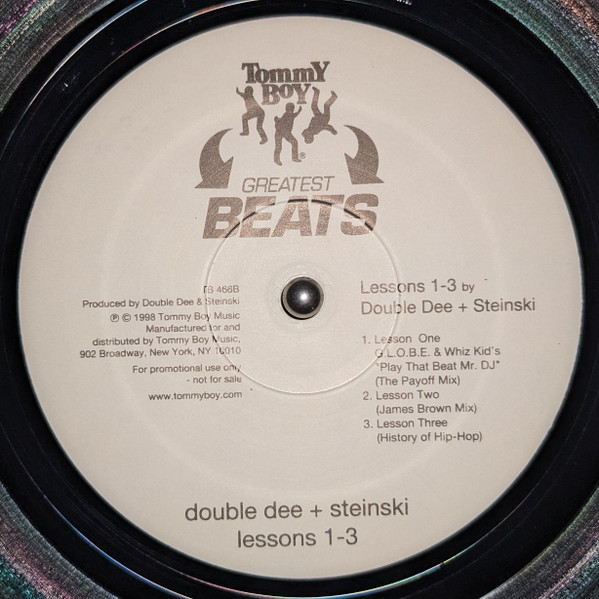 Tommy
Boy
®
GREATEST
BEATS
TB 466B
Produced by Double Dee & Steinski
℗ © 1998 Tommy Boy Music
Manufactured for and
distributed by Tommy Boy Music,
902 Broadway, New York, NY 10010
For promotional use only
- not for sale
www.tommyboy.com
Lessons 1-3 by
Double Dee + Steinski
1. Lesson One
G.L.O.B.E. & Whiz Kid's
"Play That Beat Mr. DJ"
(The Payoff Mix)
2. Lesson Two
(James Brown Mix)
3. Lesson Three
(History of Hip-Hop)
double dee + steinski
lessons 1-3